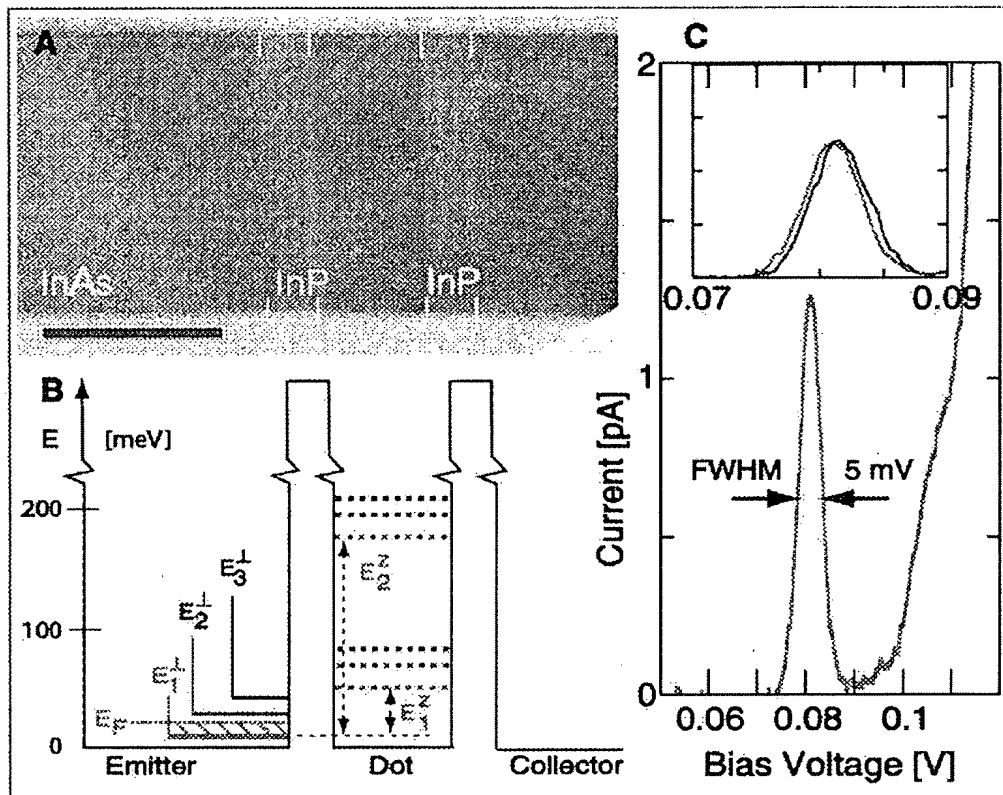 A
InAs
InP
InP
B
E [meV]
200
100
0
E₃⊥
E₂⊥
E₁⊥
E_F
E₂ᶻ
E₁ᶻ
Emitter
Dot
Collector
C
2
1
0
Current [pA]
0.07
0.09
FWHM
5 mV
0.06
0.08
0.1
Bias Voltage [V]